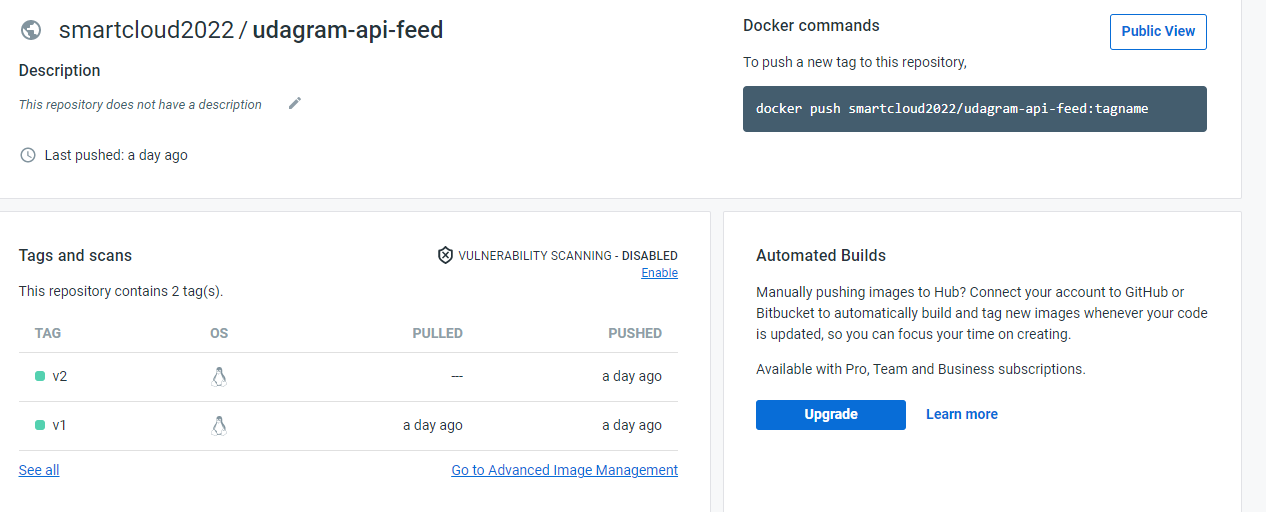 smartcloud2022 / udagram-api-feed
Description
This repository does not have a description
Last pushed: a day ago
Docker commands
Public View
To push a new tag to this repository,
docker push smartcloud2022/udagram-api-feed:tagname
Tags and scans
VULNERABILITY SCANNING - DISABLED
Enable
This repository contains 2 tag(s).
TAG OS PULLED PUSHED
v2 --- a day ago
v1 a day ago a day ago
See all
Go to Advanced Image Management
Automated Builds
Manually pushing images to Hub? Connect your account to GitHub or
Bitbucket to automatically build and tag new images whenever your code
is updated, so you can focus your time on creating.
Available with Pro, Team and Business subscriptions.
Upgrade
Learn more